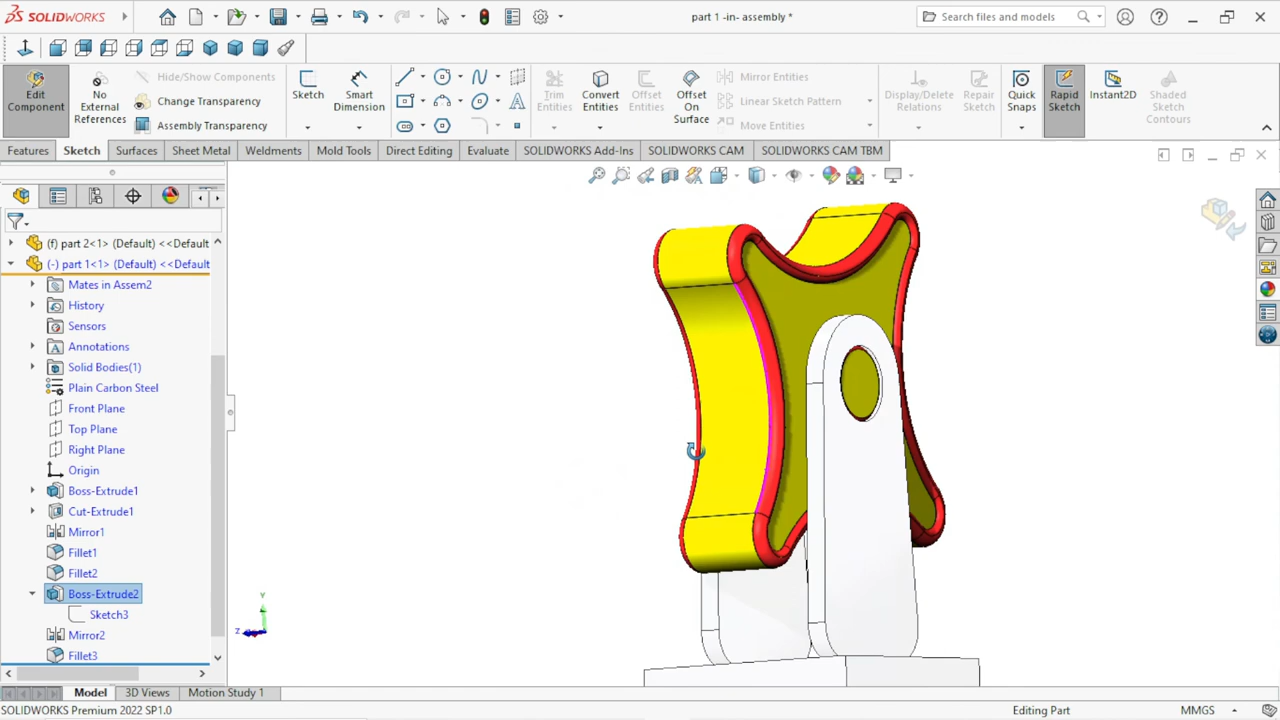 SOLIDWORKS
part 1 -in- assembly *
Search files and models
Edit Component
No External References
Hide/Show Components
Change Transparency
Assembly Transparency
Sketch
Smart Dimension
Trim Entities
Convert Entities
Offset Entities
Offset On Surface
Mirror Entities
Linear Sketch Pattern
Move Entities
Display/Delete Relations
Repair Sketch
Quick Snaps
Rapid Sketch
Instant2D
Shaded Sketch Contours
Features
Sketch
Surfaces
Sheet Metal
Weldments
Mold Tools
Direct Editing
Evaluate
SOLIDWORKS Add-Ins
SOLIDWORKS CAM
SOLIDWORKS CAM TBM
(f) part 2<1> (Default) <<Default
(-) part 1<1> (Default) <<Default
Mates in Assem2
History
Sensors
Annotations
Solid Bodies(1)
Plain Carbon Steel
Front Plane
Top Plane
Right Plane
Origin
Boss-Extrude1
Cut-Extrude1
Mirror1
Fillet1
Fillet2
Boss-Extrude2
Sketch3
Mirror2
Fillet3
Y
Z
Model
3D Views
Motion Study 1
SOLIDWORKS Premium 2022 SP1.0
Editing Part
MMGS